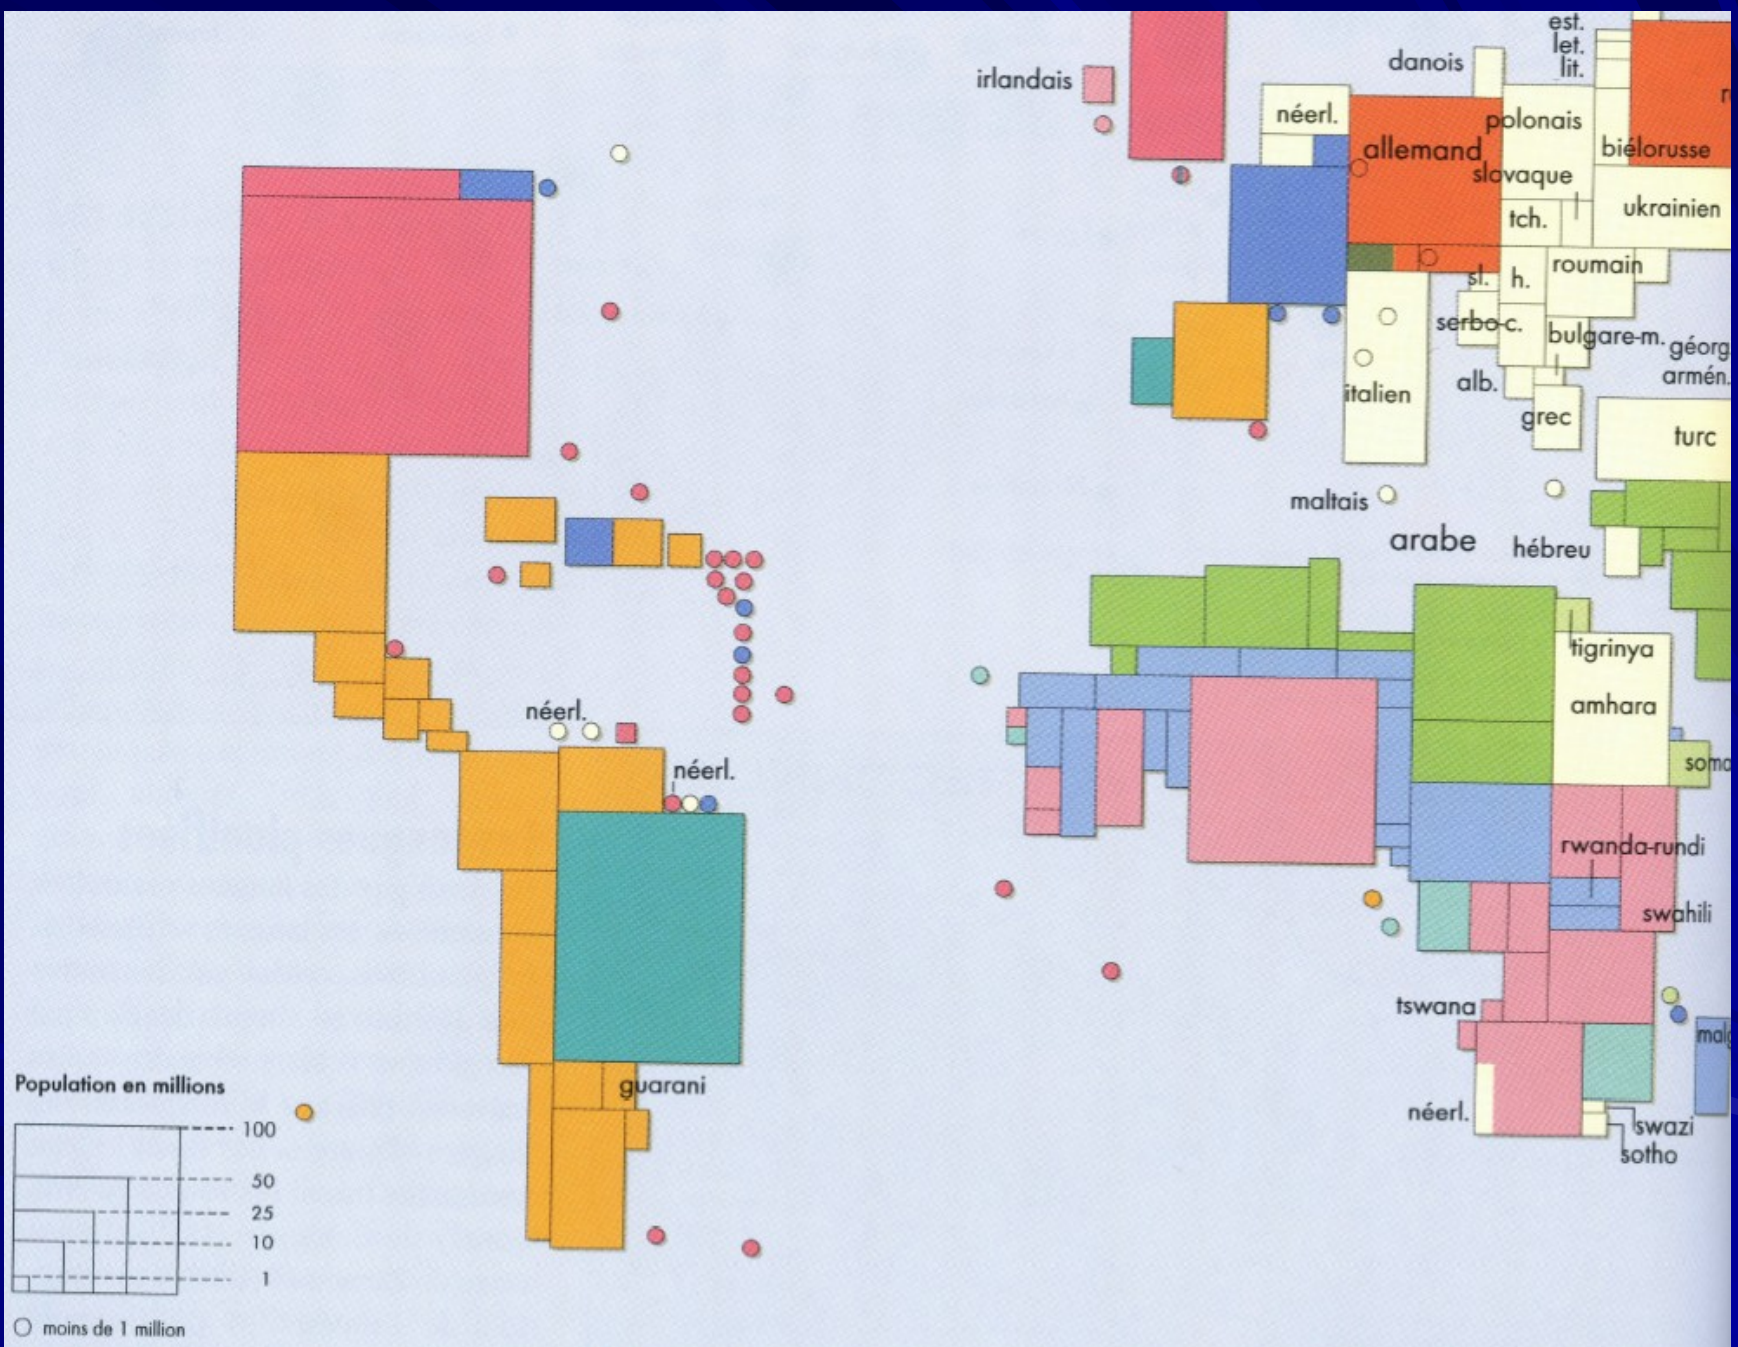 est.
let.
lit.
danois
irlandais
néerl.
polonais
allemand
biélorusse
slovaque
tch.
ukrainien
sl.
h.
roumain
serbo-c.
bulgare-m.
géorg.
armén.
alb.
italien
grec
turc
maltais
arabe
hébreu
tigrinya
amhara
néerl.
néerl.
rwanda-rundi
swahili
tswana
guarani
Population en millions
100
50
25
10
1
néerl.
swazi
sotho
moins de 1 million